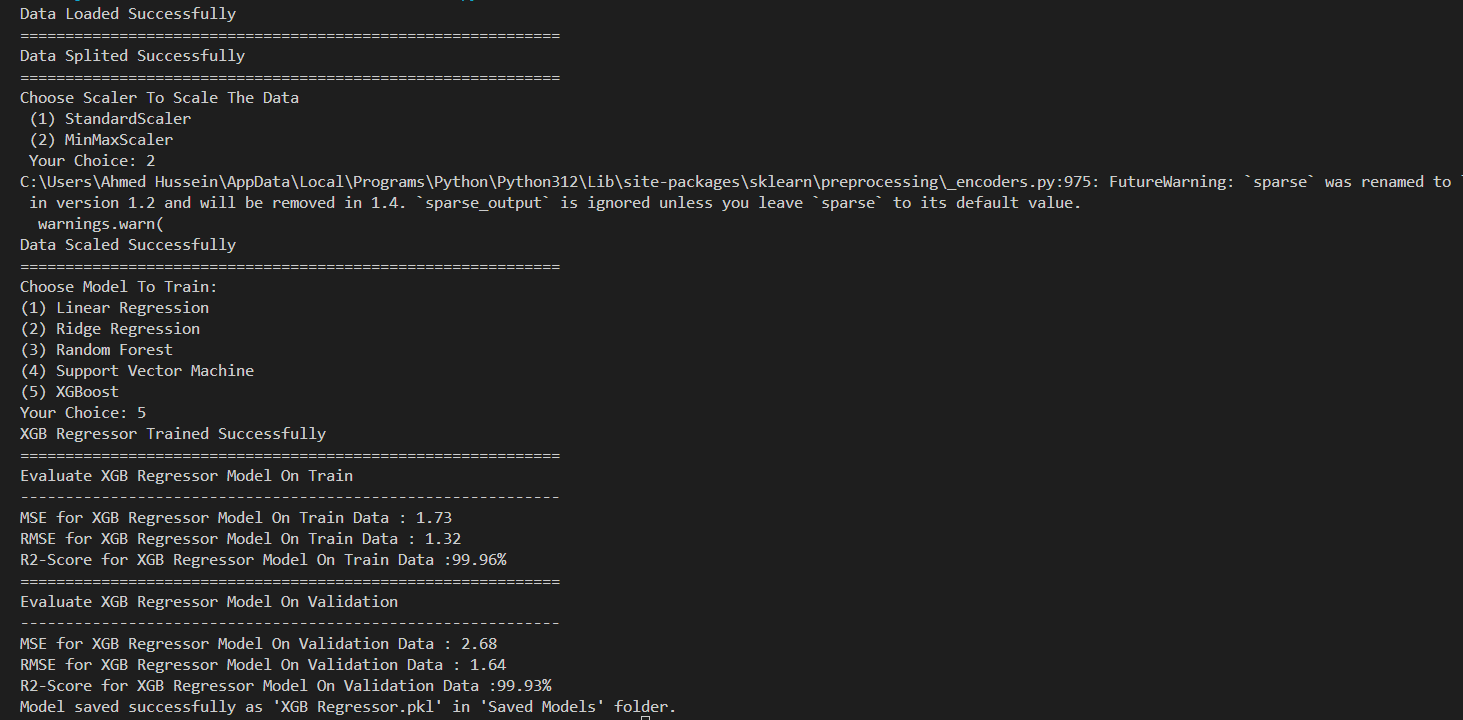 Data Loaded Successfully
============================================================
Data Splited Successfully
============================================================
Choose Scaler To Scale The Data
(1) StandardScaler
(2) MinMaxScaler
Your Choice: 2
C:\Users\Ahmed Hussein\AppData\Local\Programs\Python\Python312\Lib\site-packages\sklearn\preprocessing\_encoders.py:975: FutureWarning: `sparse` was renamed to `
in version 1.2 and will be removed in 1.4. `sparse_output` is ignored unless you leave `sparse` to its default value.
warnings.warn(
Data Scaled Successfully
============================================================
Choose Model To Train:
(1) Linear Regression
(2) Ridge Regression
(3) Random Forest
(4) Support Vector Machine
(5) XGBoost
Your Choice: 5
XGB Regressor Trained Successfully
============================================================
Evaluate XGB Regressor Model On Train
------------------------------------------------------------
MSE for XGB Regressor Model On Train Data : 1.73
RMSE for XGB Regressor Model On Train Data : 1.32
R2-Score for XGB Regressor Model On Train Data :99.96%
============================================================
Evaluate XGB Regressor Model On Validation
------------------------------------------------------------
MSE for XGB Regressor Model On Validation Data : 2.68
RMSE for XGB Regressor Model On Validation Data : 1.64
R2-Score for XGB Regressor Model On Validation Data :99.93%
Model saved successfully as 'XGB Regressor.pkl' in 'Saved Models' folder.